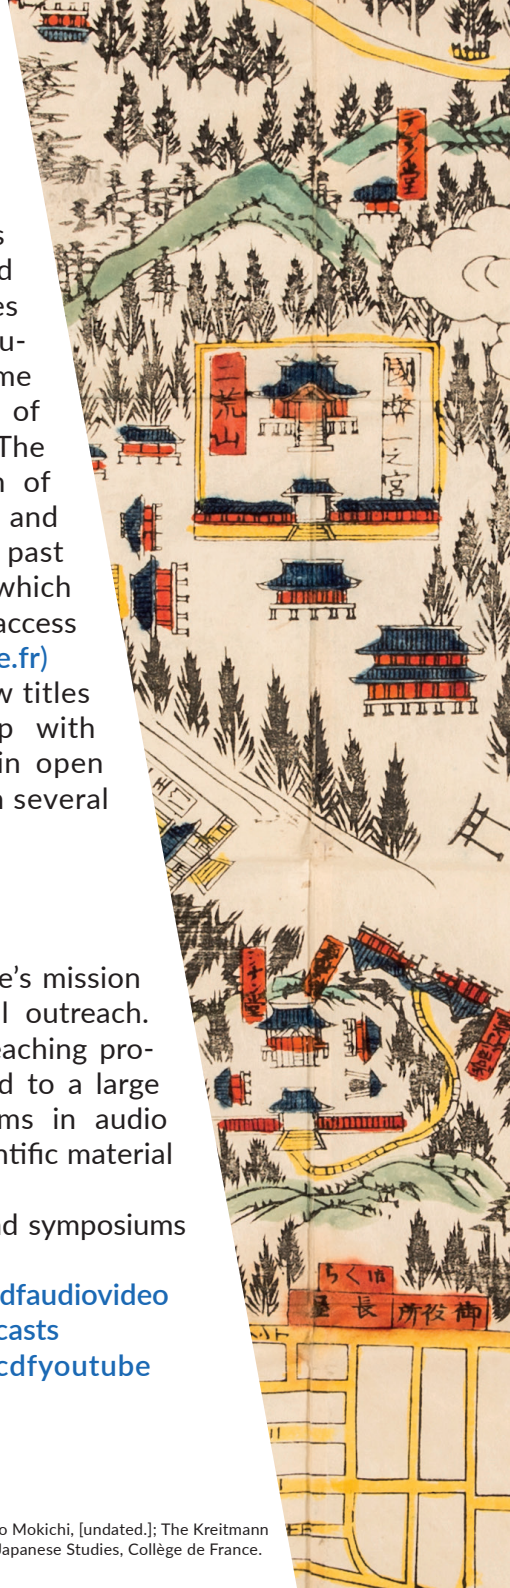 s
d
es
u-
me
of
The
n of
and
past
which
access
e.fr)
w titles
p with
in open
n several
e’s mission
l outreach.
eaching pro-
d to a large
ms in audio
ntific material
nd symposiums
dfaudiovideo
casts
cdfyoutube
o Mokichi, [undated.]; The Kreitmann
Japanese Studies, Collège de France.
二荒山
國幣一之宮
御役所